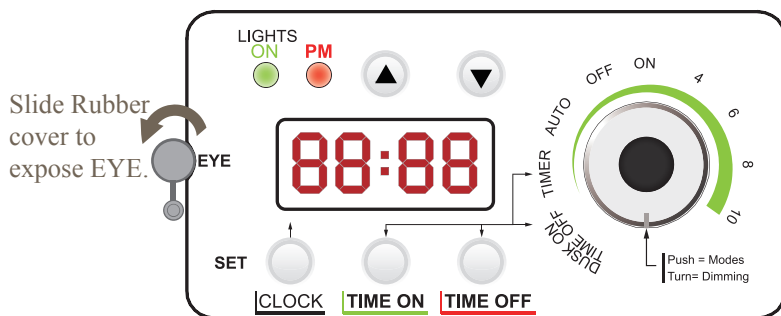 LIGHTS
ON
PM
▲
▼
Slide Rubber
cover to
expose EYE.
EYE
88:88
DUSK ON
TIME OFF
TIMER
AUTO
OFF
ON
4
6
8
10
Push = Modes
Turn= Dimming
SET
CLOCK
TIME ON
TIME OFF